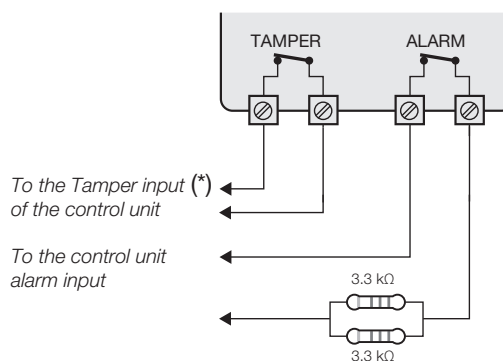 TAMPER
ALARM
To the Tamper input (*)
of the control unit
To the control unit
alarm input
3.3 kΩ
3.3 kΩ